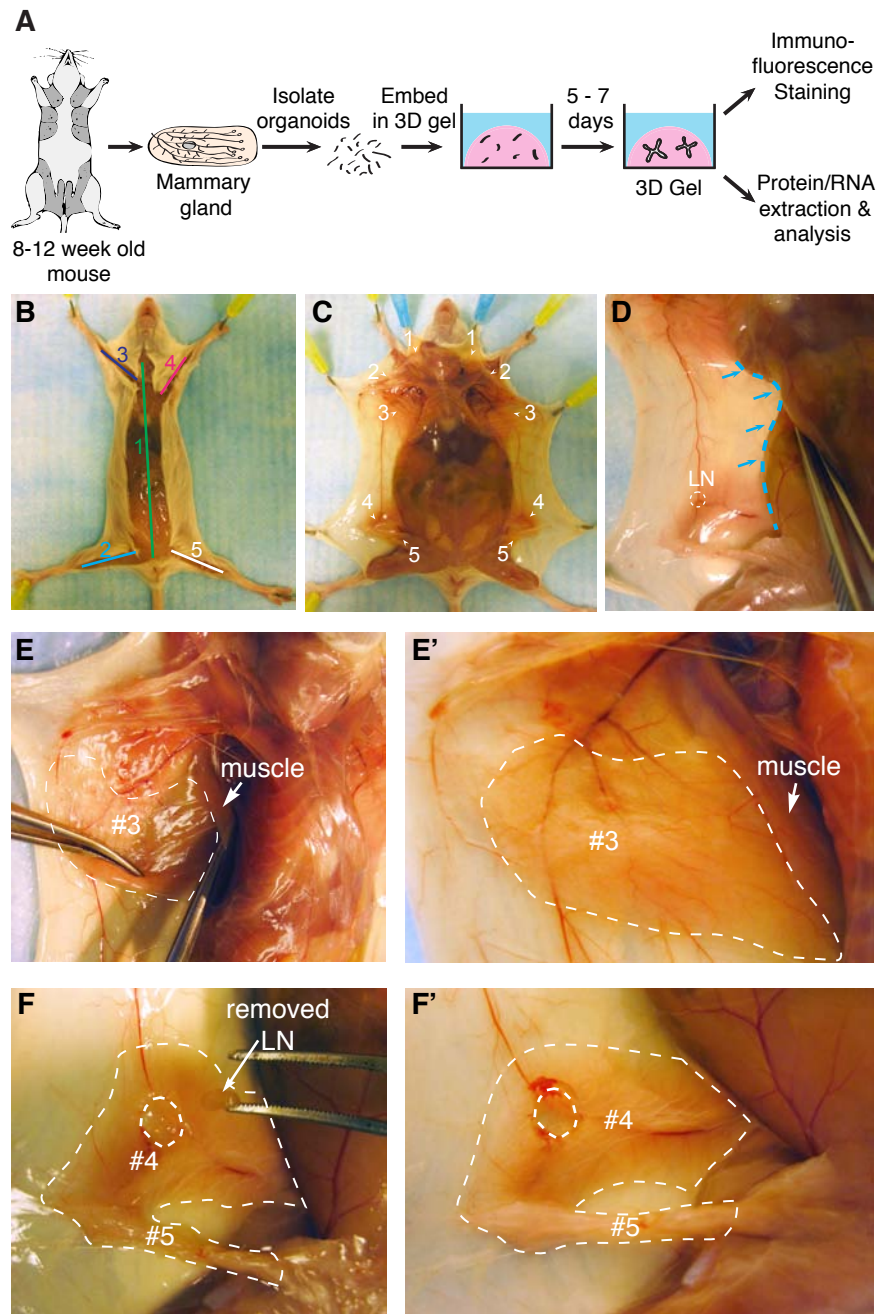 A
8-12 week old
mouse
Mammary
gland
Isolate
organoids
Embed
in 3D gel
5 - 7
days
3D Gel
Immuno-
fluorescence
Staining
Protein/RNA
extraction &
analysis
B
3
4
1
2
5
C
1
1
2
2
3
3
4
4
5
5
D
LN
E
muscle
#3
E'
muscle
#3
F
removed
LN
#4
#5
F'
#4
#5